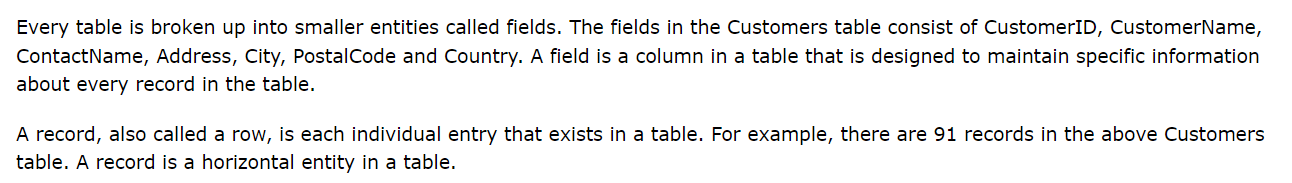 Every table is broken up into smaller entities called fields. The fields in the Customers table consist of CustomerID, CustomerName,
ContactName, Address, City, PostalCode and Country. A field is a column in a table that is designed to maintain specific information
about every record in the table.
A record, also called a row, is each individual entry that exists in a table. For example, there are 91 records in the above Customers
table. A record is a horizontal entity in a table.